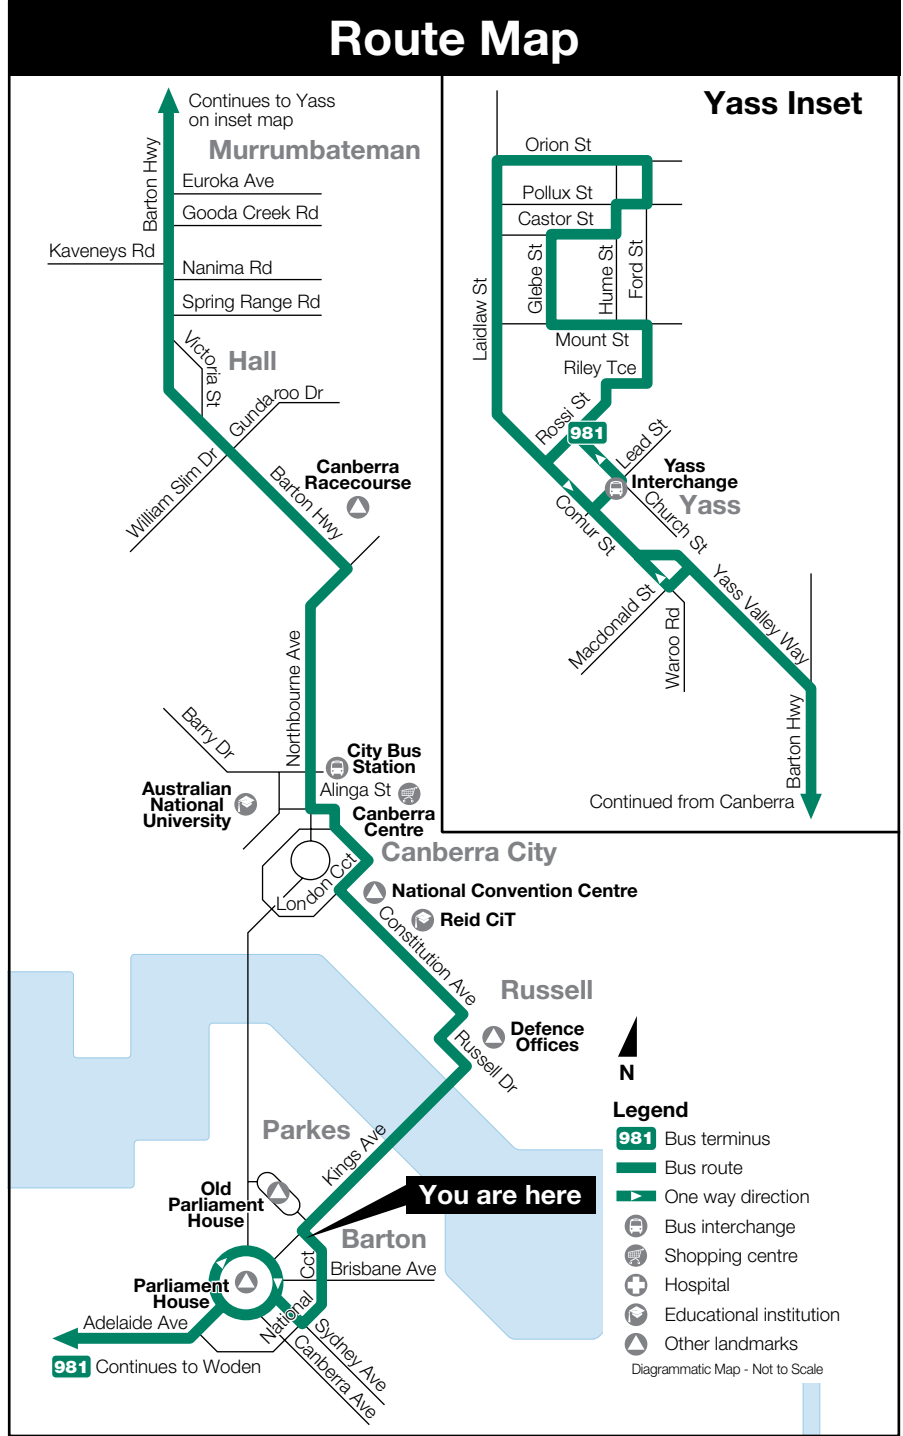 Route Map
Continues to Yass
on inset map
Murrumbateman
Barton Hwy
Euroka Ave
Gooda Creek Rd
Kaveneys Rd
Nanima Rd
Spring Range Rd
Victoria St
Hall
Gundaroo Dr
William Slim Dr
Barton Hwy
Canberra
Racecourse
Northbourne Ave
Barry Dr
City Bus
Station
Australian
National
University
Alinga St
Canberra
Centre
Canberra City
London Cct
National Convention Centre
Reid CiT
Constitution Ave
Russell
Defence
Offices
Russell Dr
Parkes
Kings Ave
Old
Parliament
House
You are here
Barton
Cct
Brisbane Ave
Parliament
House
National
Adelaide Ave
Sydney Ave
Canberra Ave
981 Continues to Woden
Yass Inset
Orion St
Pollux St
Castor St
Glebe St
Hume St
Ford St
Laidlaw St
Mount St
Riley Tce
Rossi St
981
Lead St
Yass
Interchange
Yass
Church St
Comur St
Macdonald St
Waroo Rd
Yass Valley Way
Barton Hwy
Continued from Canberra
N
Legend
981 Bus terminus
Bus route
One way direction
Bus interchange
Shopping centre
Hospital
Educational institution
Other landmarks
Diagrammatic Map - Not to Scale